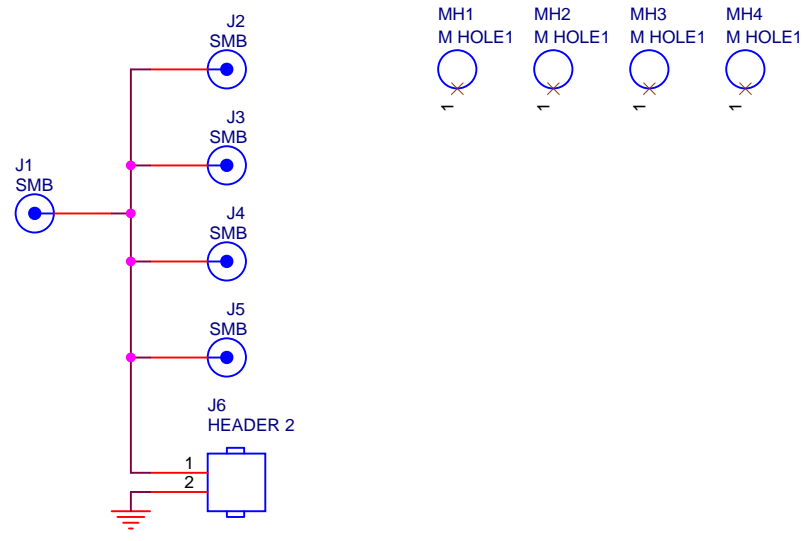 J2
SMB
J3
SMB
J1
SMB
J4
SMB
J5
SMB
J6
HEADER 2
1
2
MH1
M HOLE1
1
MH2
M HOLE1
1
MH3
M HOLE1
1
MH4
M HOLE1
1